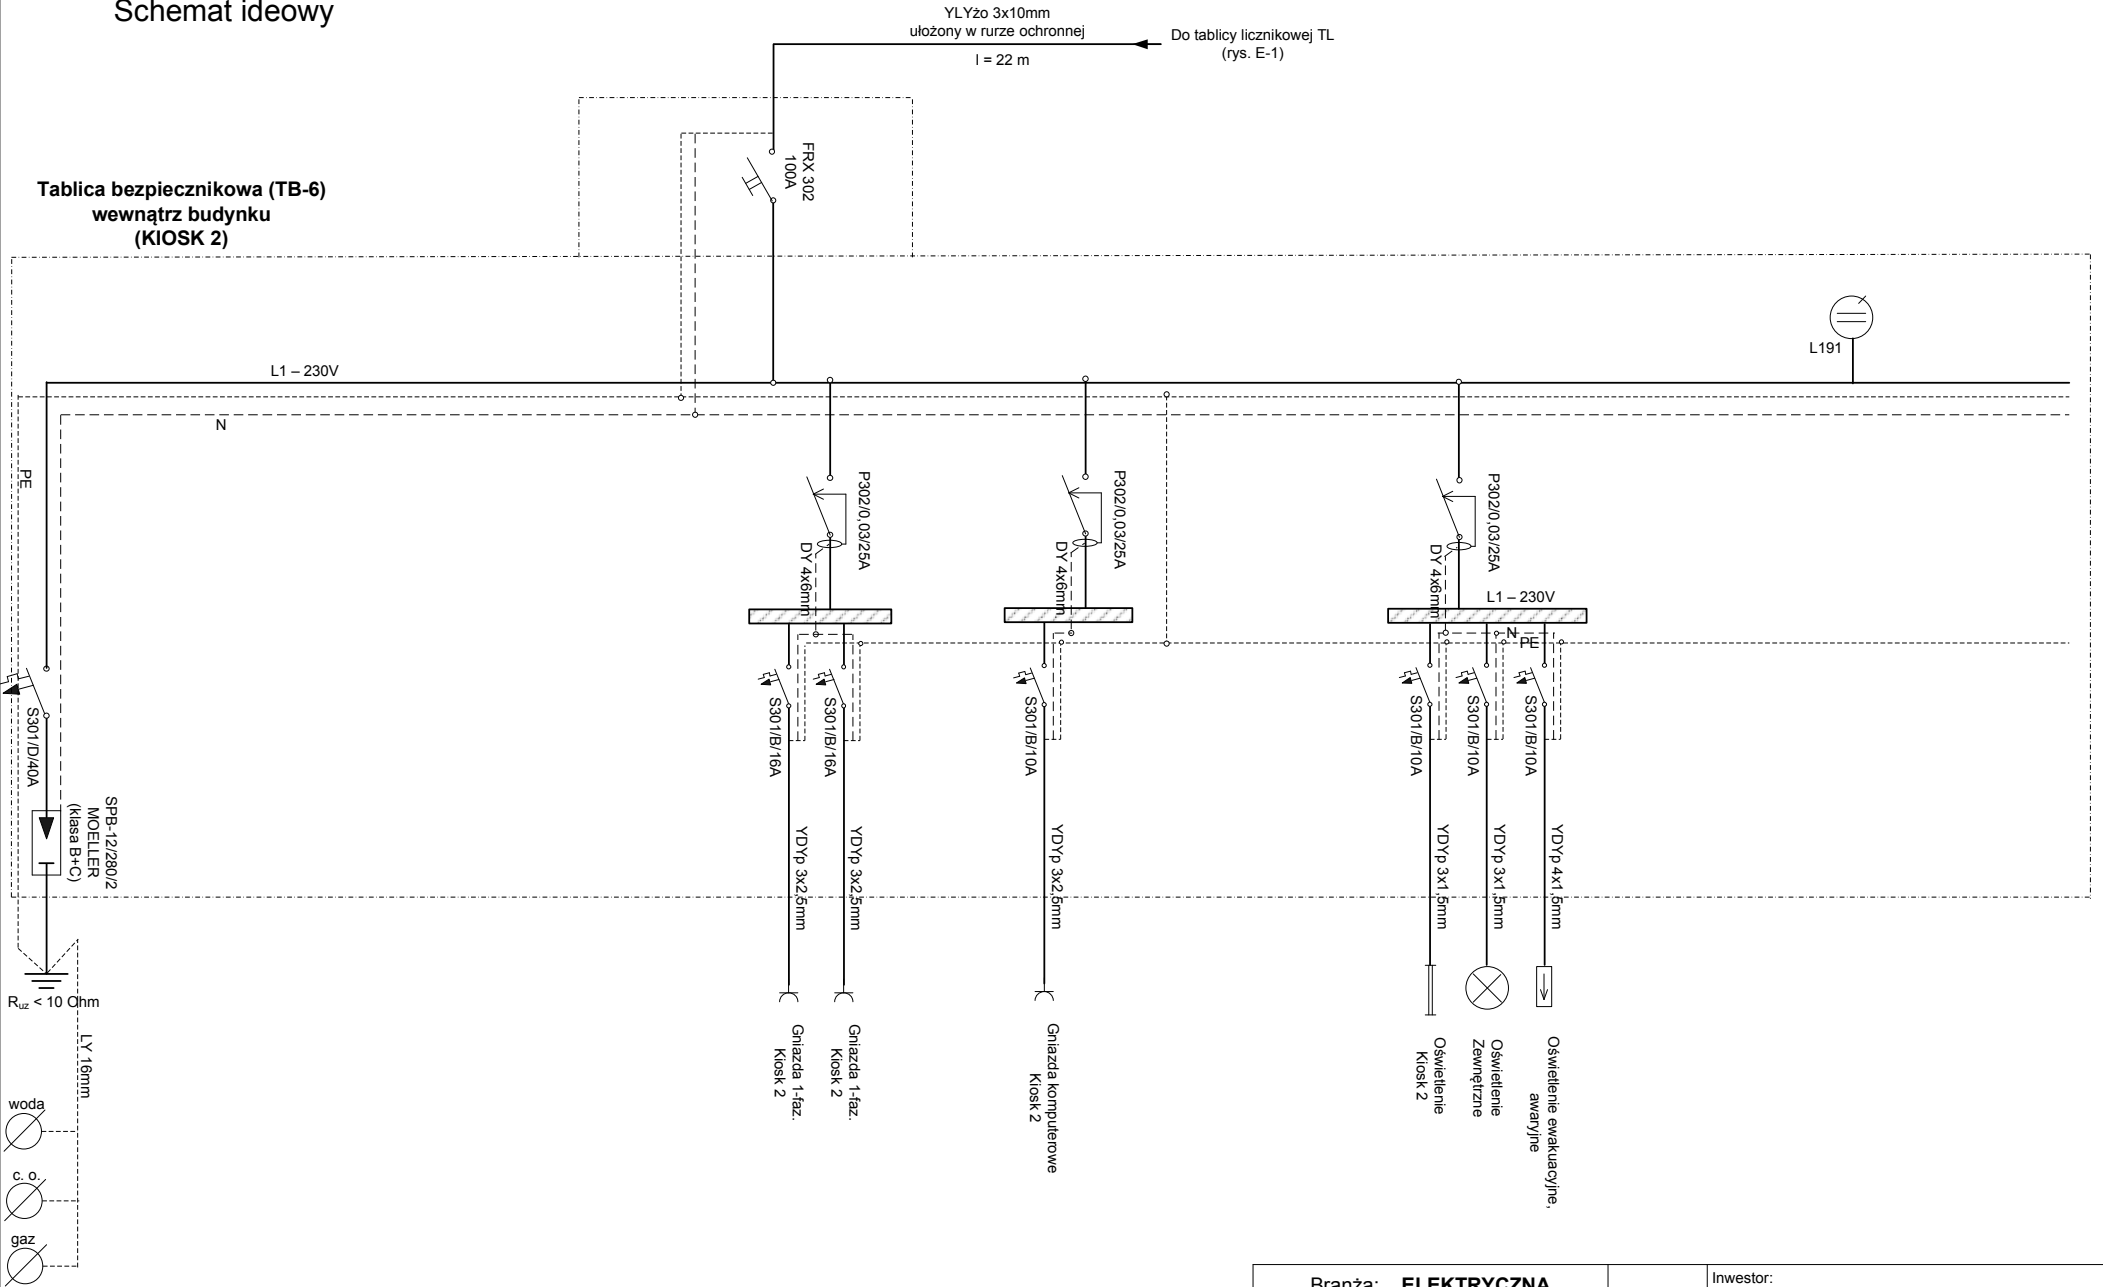 Schemat ideowy
YLYżo 3x10mm
ułożony w rurze ochronnej
l = 22 m
Do tablicy licznikowej TL
(rys. E-1)
FRX 302
100A
Tablica bezpiecznikowa (TB-6)
wewnątrz budynku
(KIOSK 2)
L191
L1 – 230V
N
PE
P302/0,03/25A
DY 4x6mm
P302/0,03/25A
DY 4x6mm
P302/0,03/25A
DY 4x6mm
L1 – 230V
N
PE
S301/D/40A
S301/B/16A
S301/B/16A
S301/B/10A
S301/B/10A
S301/B/10A
S301/B/10A
SPB-12/280/2
MOELLER
(klasa B+C)
YDYp 3x2,5mm
YDYp 3x2,5mm
YDYp 3x2,5mm
YDYp 3x1,5mm
YDYp 3x1,5mm
YDYp 4x1,5mm
Ruz < 10 Ohm
LY 16mm
Gniazda 1-faz.
Kiosk 2
Gniazda 1-faz.
Kiosk 2
Gniazda komputerowe
Kiosk 2
Oświetlenie
Kiosk 2
Oświetlenie
Zewnętrzne
Oświetlenie ewakuacyjne,
awaryjne
woda
c. o.
gaz
Branża: ELEKTRYCZNA
Inwestor: